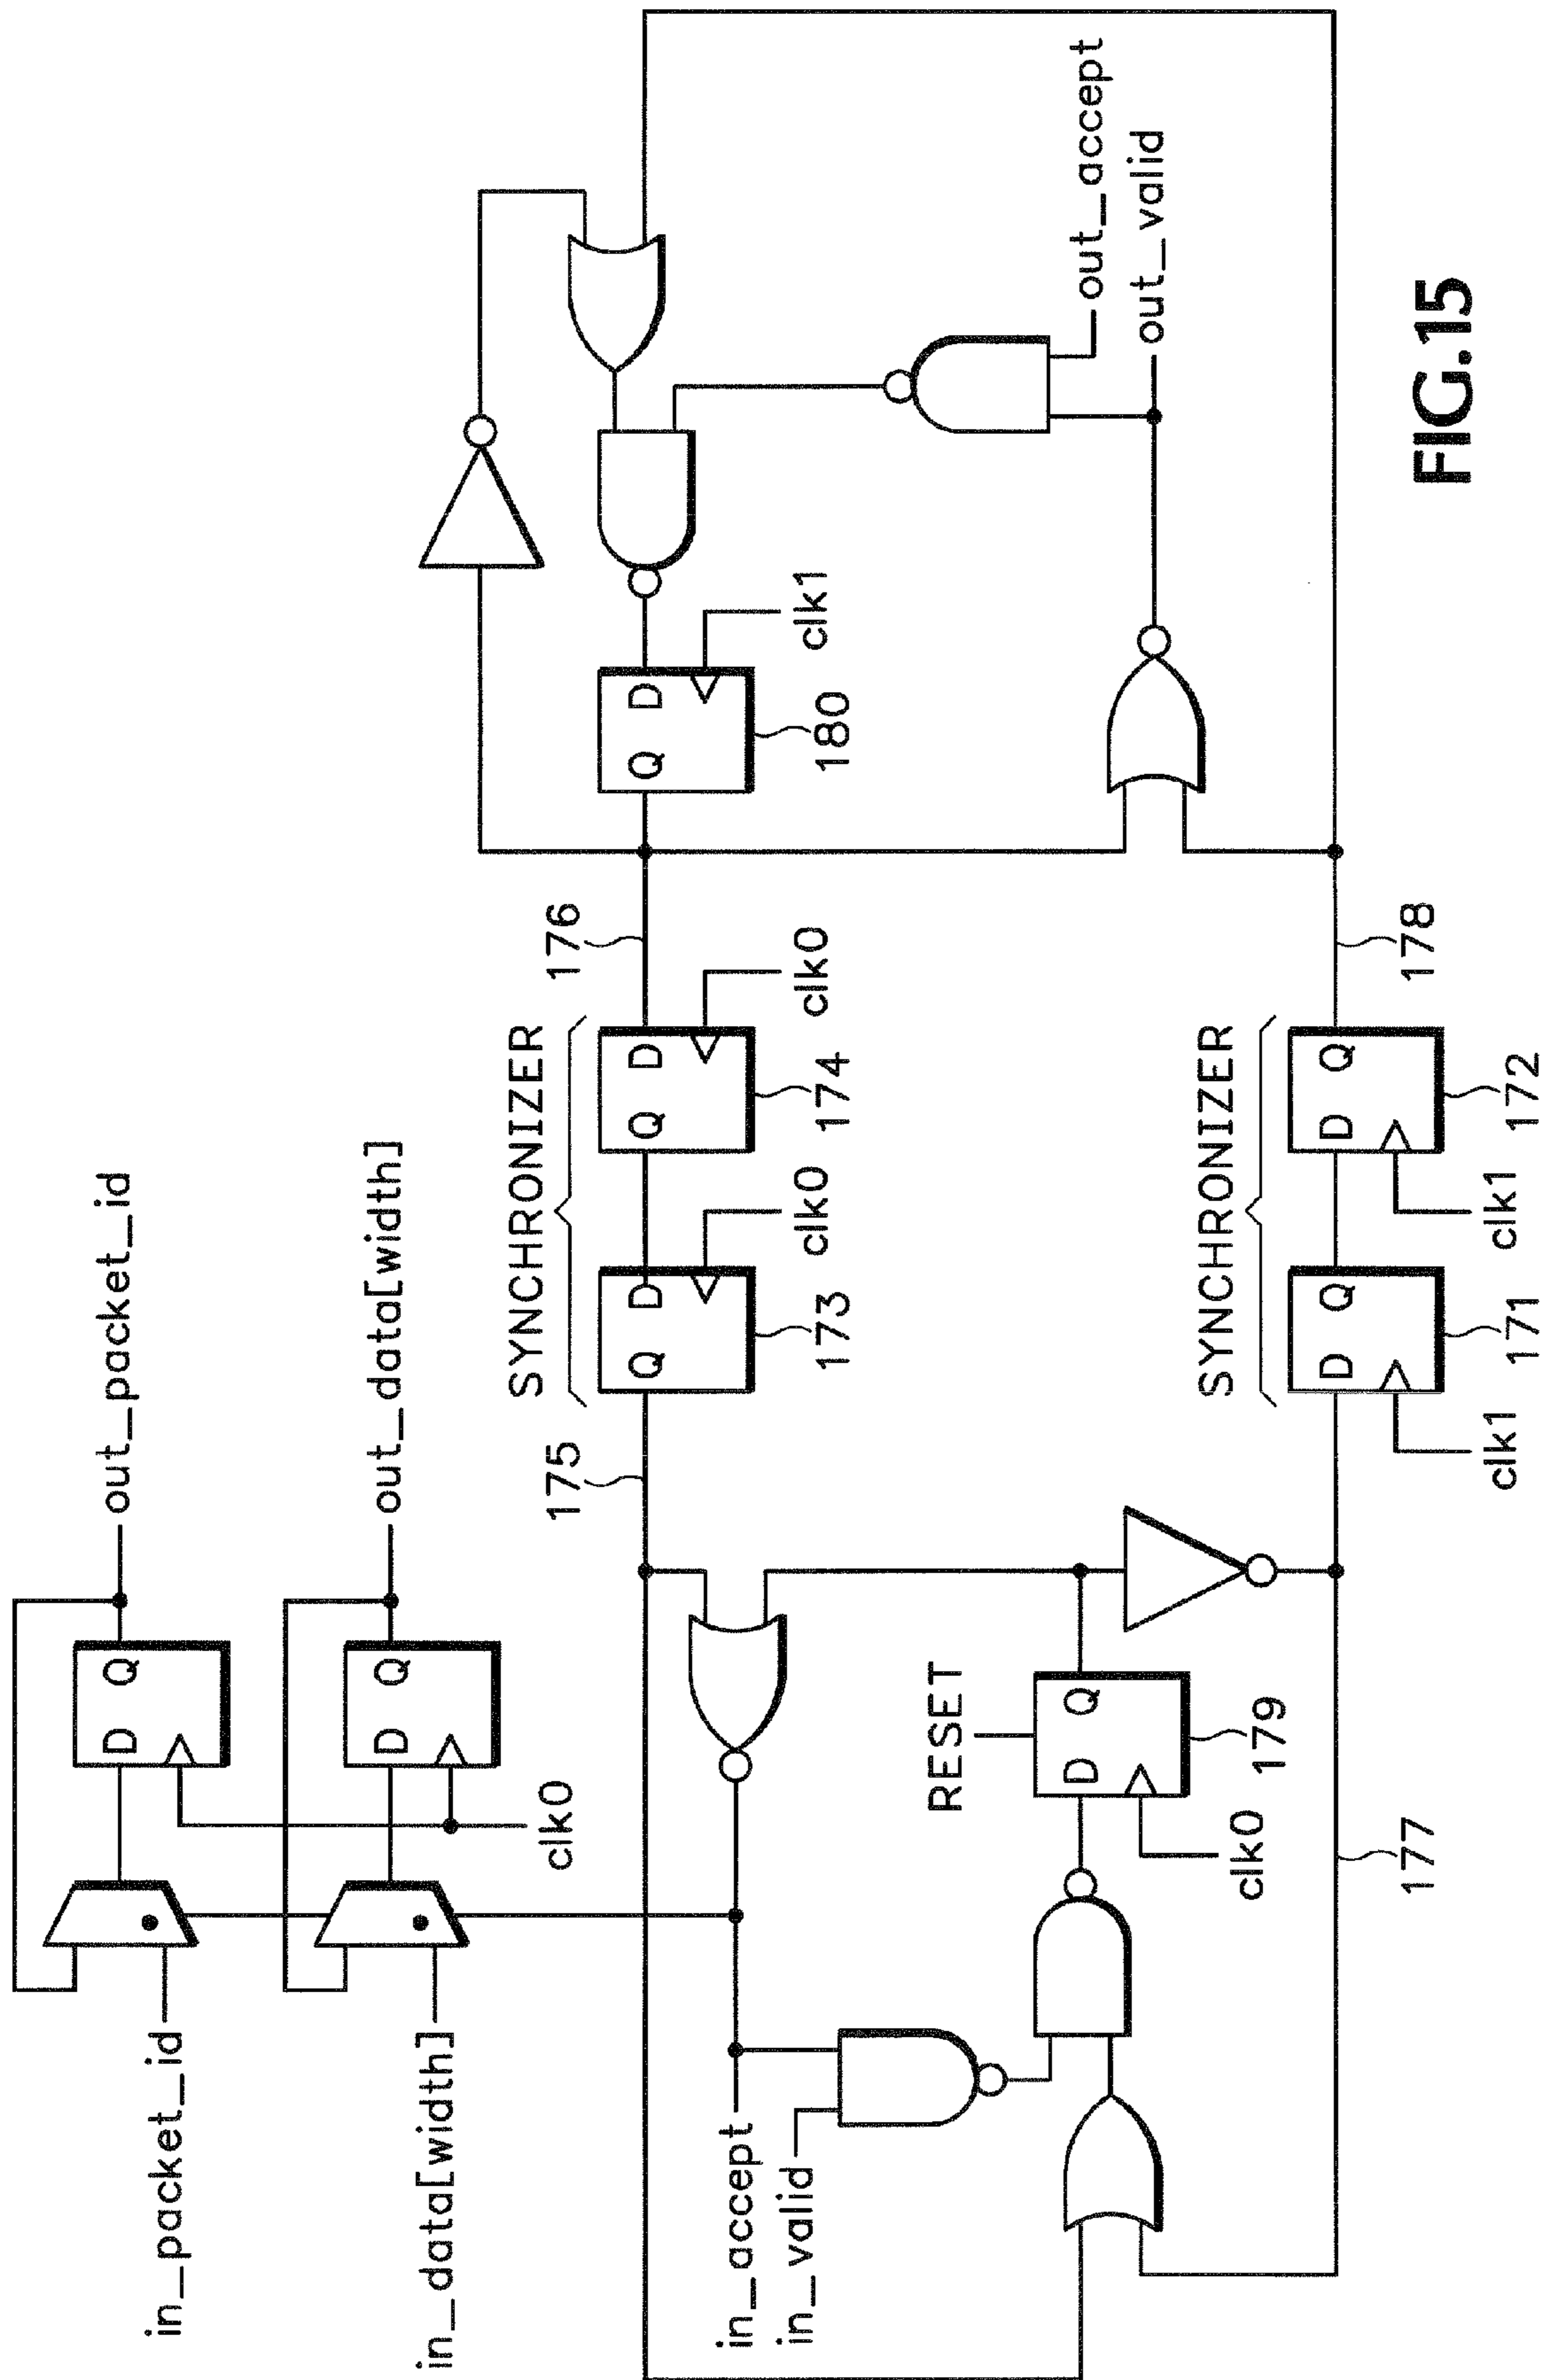 out_packet_id
D Q
in_packet_id
out_data[width]
D Q
in_data[width]
clk0
SYNCHRONIZER
175
Q D
Q D
176
Q D
173
clk0
174
clk0
180
clk1
in_accept
in_valid
RESET
D Q
179
clk0
out_accept
out_valid
SYNCHRONIZER
177
D Q
D Q
178
clk1
171
clk1
172
FIG.15